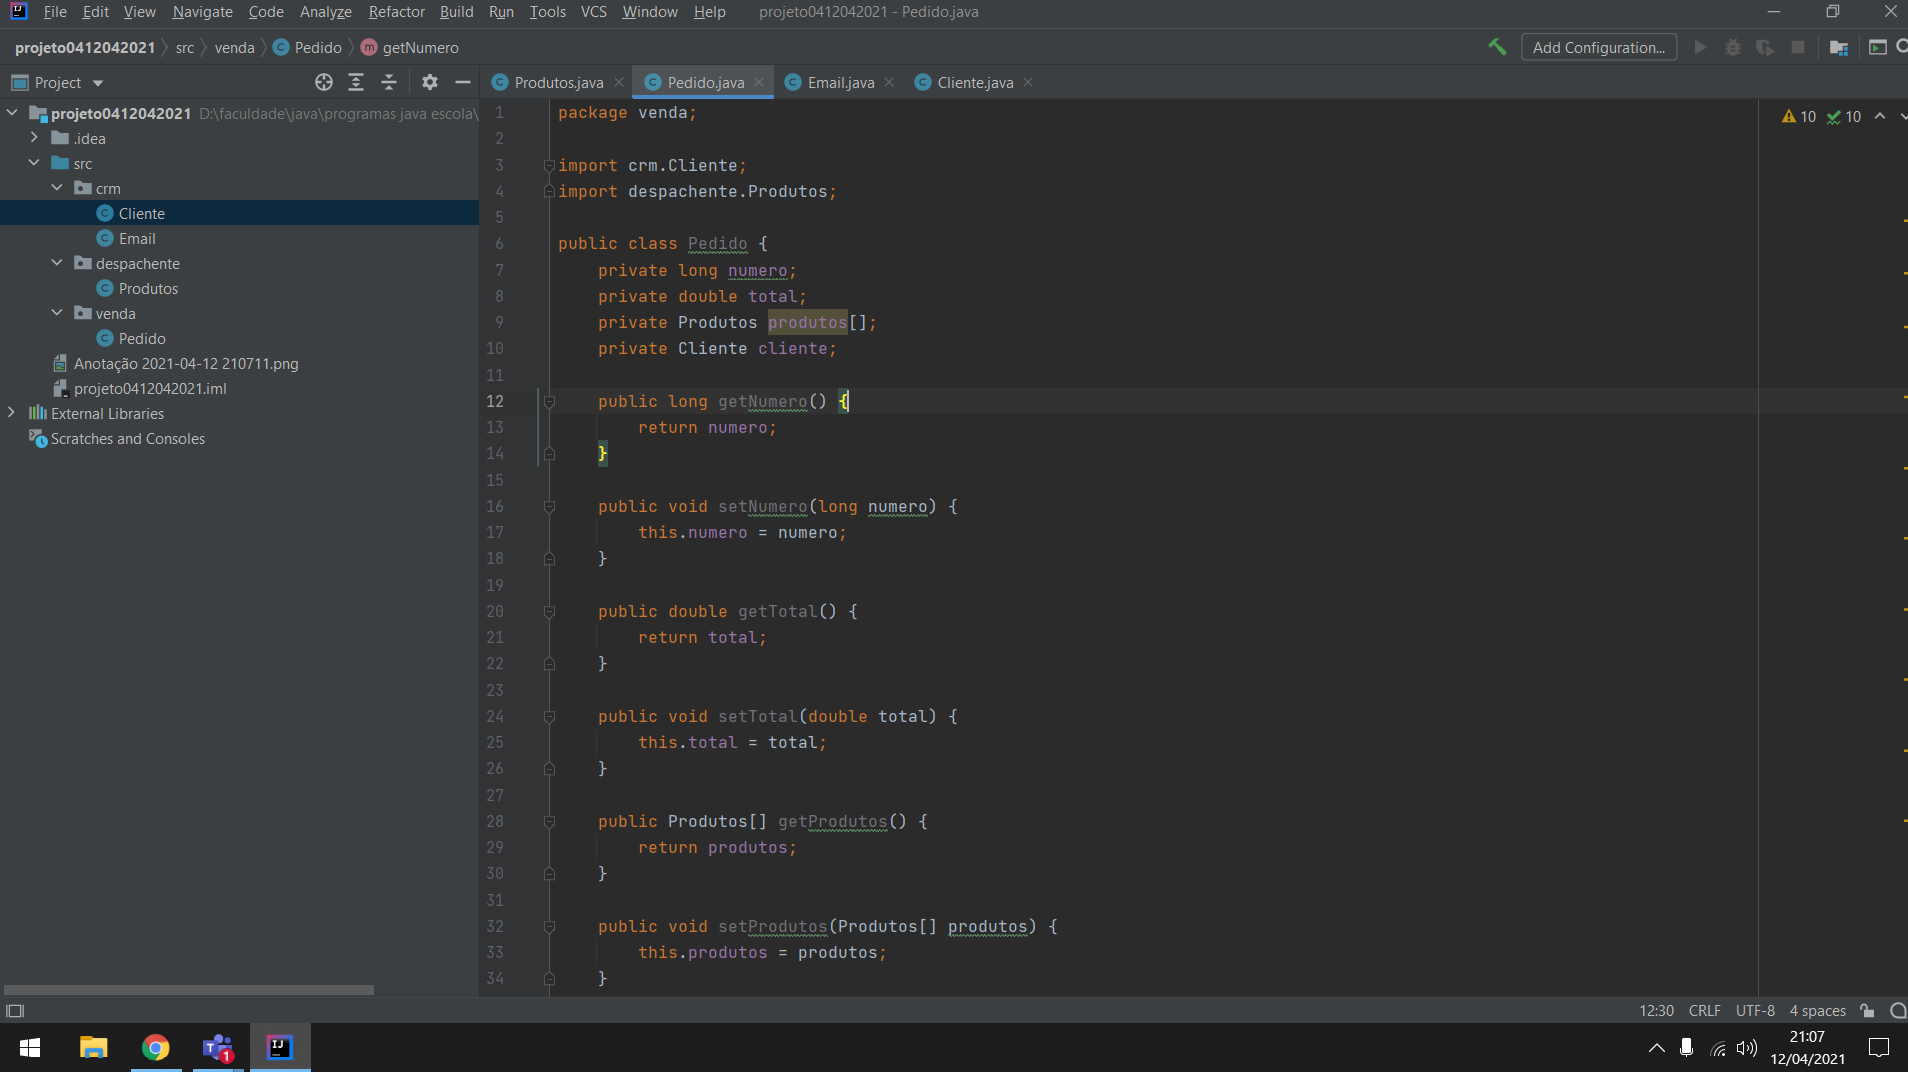 File Edit View Navigate Code Analyze Refactor Build Run Tools VCS Window Help projeto0412042021 - Pedido.java
projeto0412042021 src venda Pedido getNumero Add Configuration...
Project
Produtos.java Pedido.java Email.java Cliente.java
projeto0412042021 D:\faculdade\java\programas java escola\
.idea
src
crm
Cliente
Email
despachente
Produtos
venda
Pedido
Anotação 2021-04-12 210711.png
projeto0412042021.iml
External Libraries
Scratches and Consoles
10 10
1 package venda;
2
3 import crm.Cliente;
4 import despachente.Produtos;
5
6 public class Pedido {
7 private long numero;
8 private double total;
9 private Produtos produtos[];
10 private Cliente cliente;
11
12 public long getNumero() {
13 return numero;
14 }
15
16 public void setNumero(long numero) {
17 this.numero = numero;
18 }
19
20 public double getTotal() {
21 return total;
22 }
23
24 public void setTotal(double total) {
25 this.total = total;
26 }
27
28 public Produtos[] getProdutos() {
29 return produtos;
30 }
31
32 public void setProdutos(Produtos[] produtos) {
33 this.produtos = produtos;
34 }
12:30 CRLF UTF-8 4 spaces
1
IJ
21:07
12/04/2021